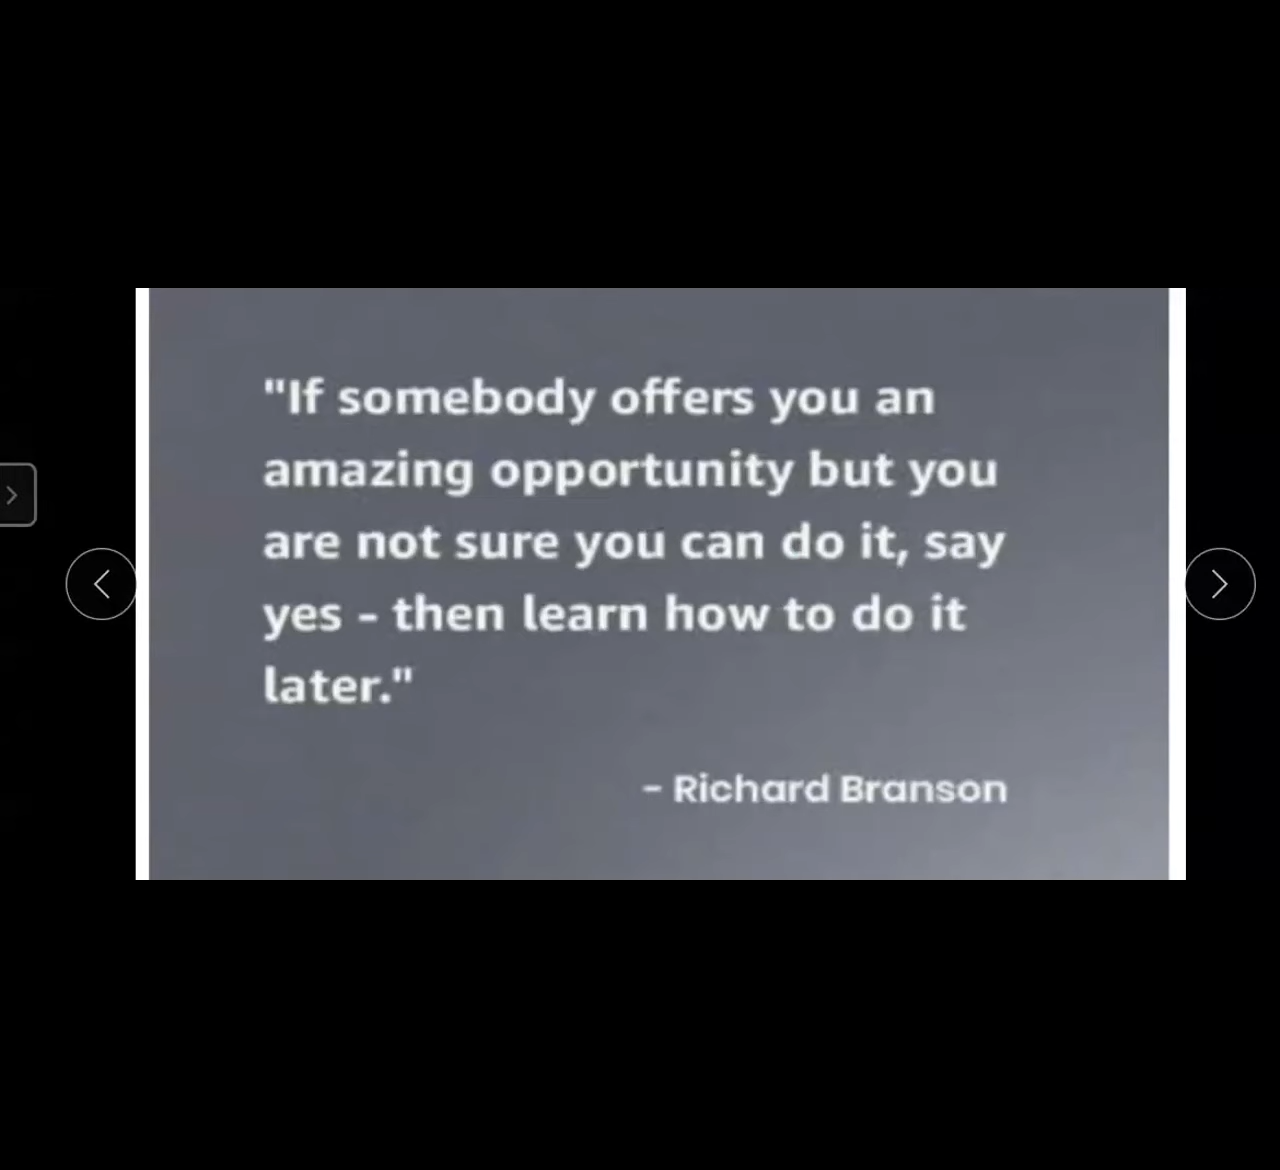 "If somebody offers you an
amazing opportunity but you
are not sure you can do it, say
yes - then learn how to do it
later."
- Richard Branson